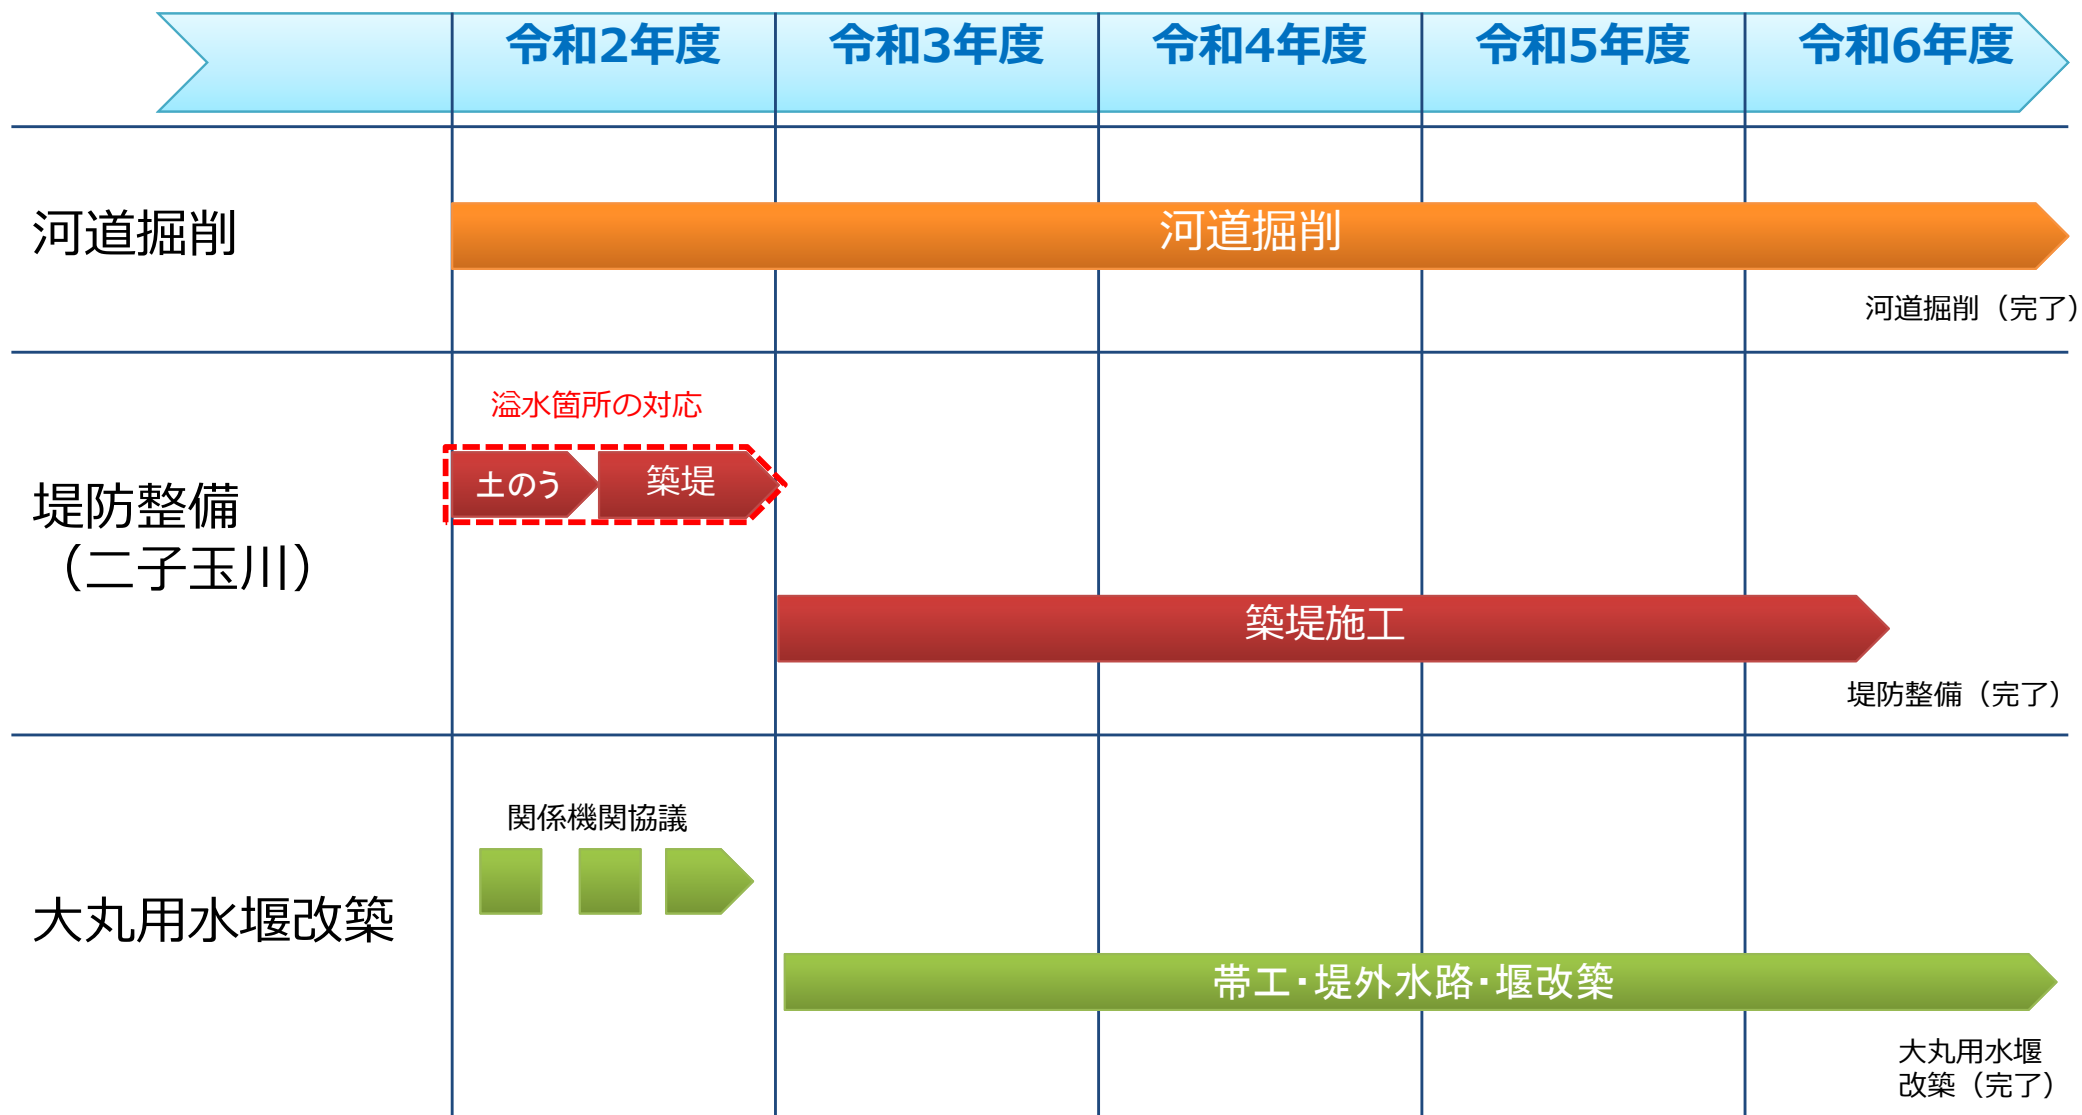 令和2年度
令和3年度
令和4年度
令和5年度
令和6年度
河道掘削
河道掘削
河道掘削（完了）
堤防整備
（二子玉川）
溢水箇所の対応
土のう
築堤
築堤施工
堤防整備（完了）
大丸用水堰改築
関係機関協議
帯工・堤外水路・堰改築
大丸用水堰
改築（完了）